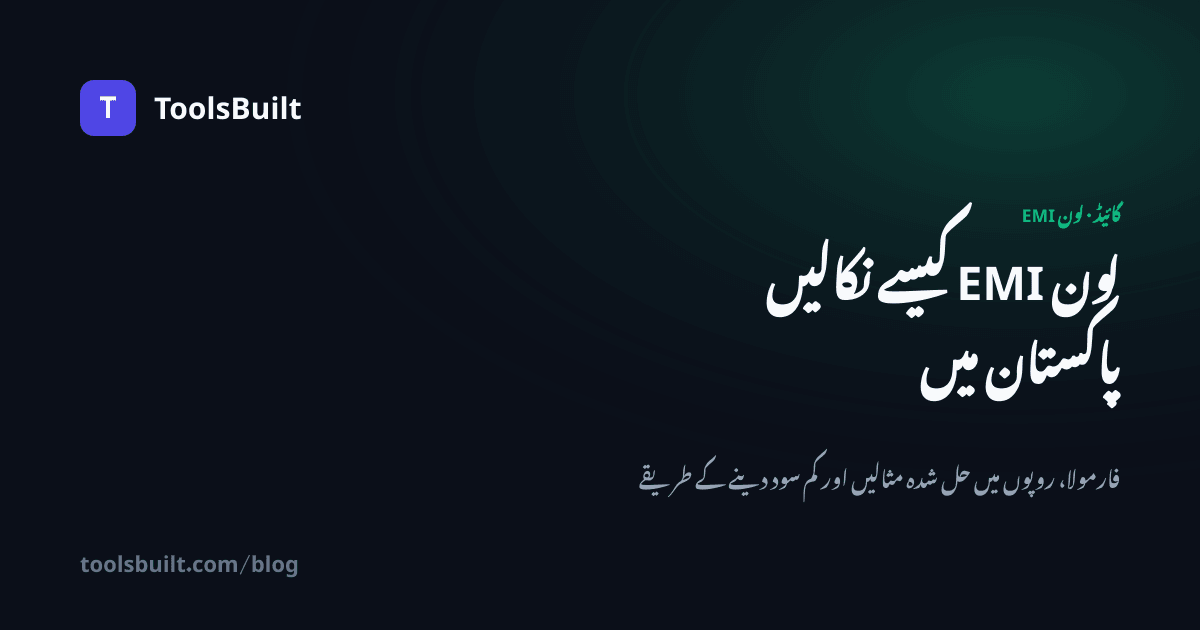 T ToolsBuilt
گائیڈ · لون EMI
لون EMI کیسے نکالیں
پاکستان میں
فارمولا، روپوں میں حل شدہ مثالیں اور کم سود دینے کے طریقے
toolsbuilt.com/blog